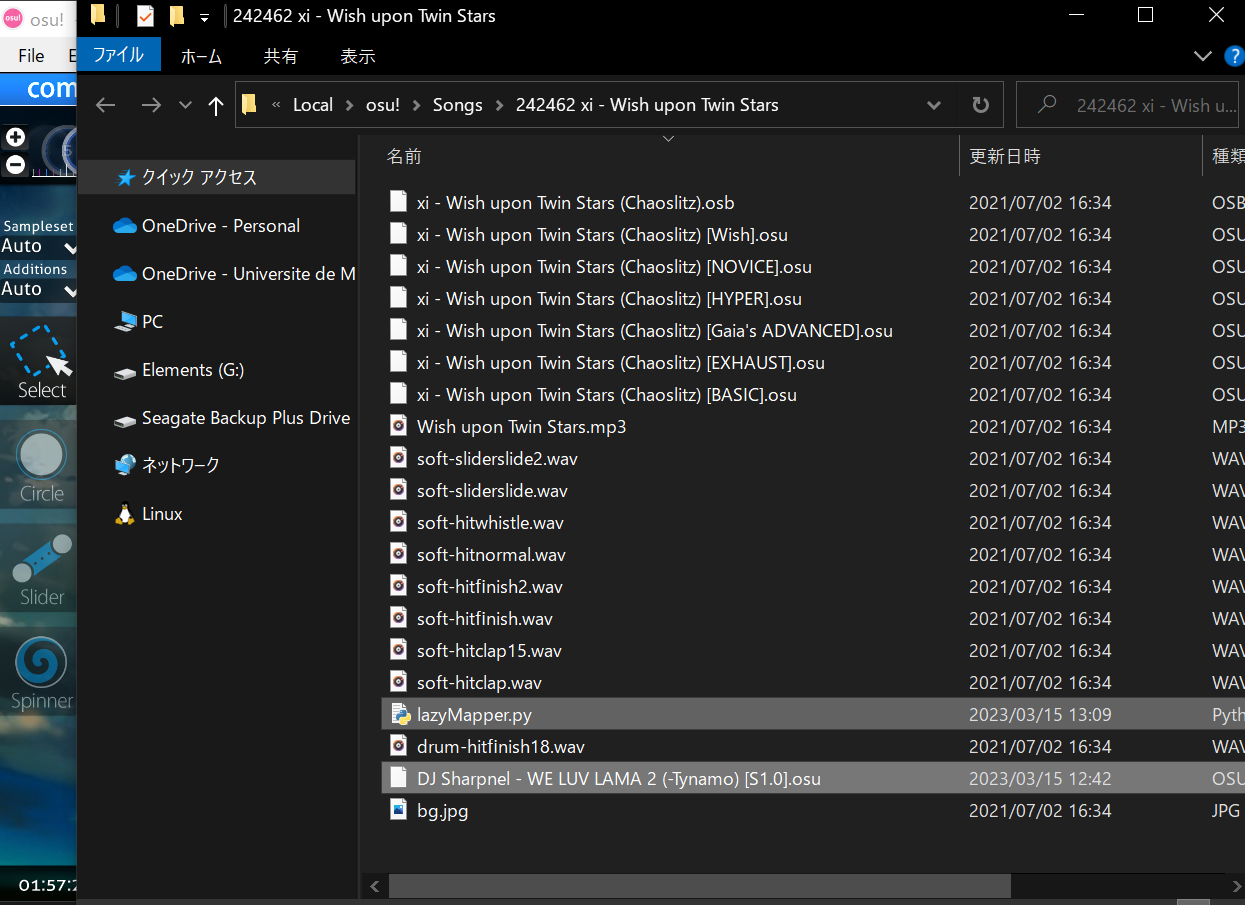 osu!
242462 xi - Wish upon Twin Stars
File
ファイル
ホーム
共有
表示
?
com
« Local > osu! > Songs > 242462 xi - Wish upon Twin Stars
242462 xi - Wish u...
名前
更新日時
種類
クイック アクセス
OneDrive - Personal
OneDrive - Universite de M
PC
Elements (G:)
Seagate Backup Plus Drive
ネットワーク
Linux
Sampleset
Auto
Additions
Auto
Select
Circle
Slider
Spinner
01:57:2
xi - Wish upon Twin Stars (Chaoslitz).osb 2021/07/02 16:34 OSB
xi - Wish upon Twin Stars (Chaoslitz) [Wish].osu 2021/07/02 16:34 OSU
xi - Wish upon Twin Stars (Chaoslitz) [NOVICE].osu 2021/07/02 16:34 OSU
xi - Wish upon Twin Stars (Chaoslitz) [HYPER].osu 2021/07/02 16:34 OSU
xi - Wish upon Twin Stars (Chaoslitz) [Gaia's ADVANCED].osu 2021/07/02 16:34 OSU
xi - Wish upon Twin Stars (Chaoslitz) [EXHAUST].osu 2021/07/02 16:34 OSU
xi - Wish upon Twin Stars (Chaoslitz) [BASIC].osu 2021/07/02 16:34 OSU
Wish upon Twin Stars.mp3 2021/07/02 16:34 MP3
soft-sliderslide2.wav 2021/07/02 16:34 WAV
soft-sliderslide.wav 2021/07/02 16:34 WAV
soft-hitwhistle.wav 2021/07/02 16:34 WAV
soft-hitnormal.wav 2021/07/02 16:34 WAV
soft-hitfinish2.wav 2021/07/02 16:34 WAV
soft-hitfinish.wav 2021/07/02 16:34 WAV
soft-hitclap15.wav 2021/07/02 16:34 WAV
soft-hitclap.wav 2021/07/02 16:34 WAV
lazyMapper.py 2023/03/15 13:09 Pyth
drum-hitfinish18.wav 2021/07/02 16:34 WAV
DJ Sharpnel - WE LUV LAMA 2 (-Tynamo) [S1.0].osu 2023/03/15 12:42 OSU
bg.jpg 2021/07/02 16:34 JPG